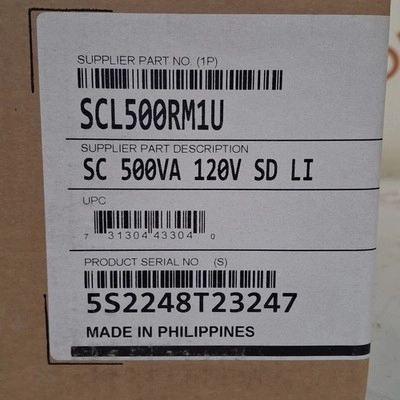 SUPPLIER PART NO. (1P)
SCL500RM1U
SUPPLIER PART DESCRIPTION
SC 500VA 120V SD LI
UPC
7 31304 43304 0
PRODUCT SERIAL NO (S)
5S2248T23247
MADE IN PHILIPPINES